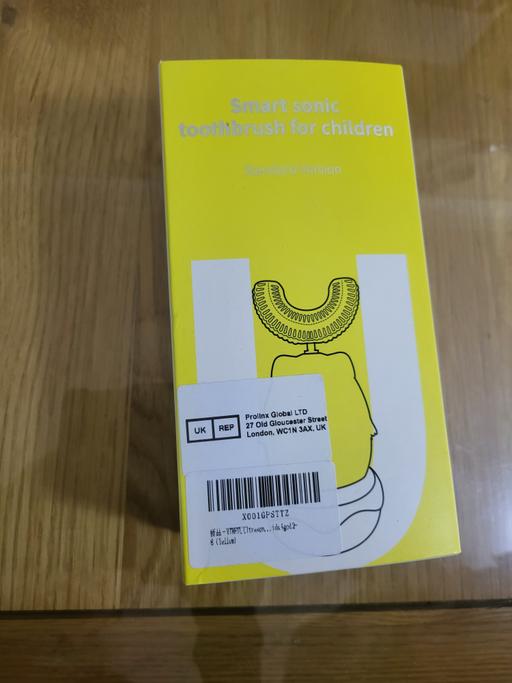 Smart sonic
toothbrush for children
Standard Version
UK REP
Prolinx Global LTD
27 Old Gloucester Street
London, WC1N 3AX, UK
X001GPSTTZ